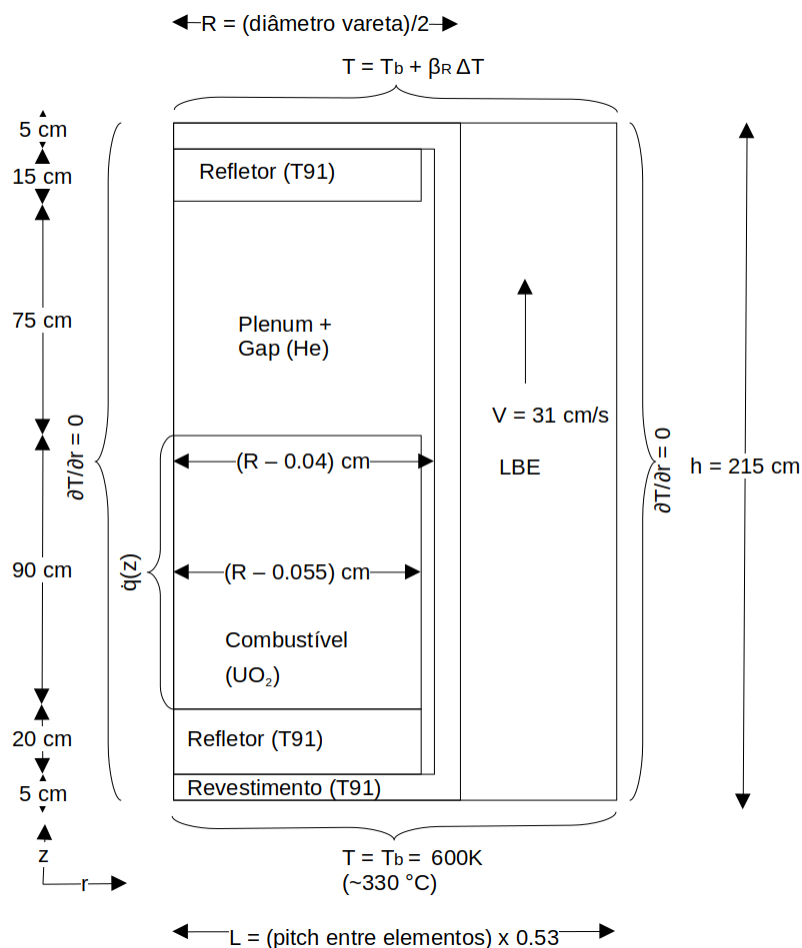 R = (diâmetro vareta)/2
T = Tb + βR ΔT
5 cm
15 cm
Refletor (T91)
75 cm
Plenum +
Gap (He)
V = 31 cm/s
∂T/∂r = 0
(R – 0.04) cm
LBE
∂T/∂r = 0
h = 215 cm
90 cm
q̇(z)
(R – 0.055) cm
Combustível
(UO₂)
20 cm
Refletor (T91)
5 cm
Revestimento (T91)
z
r
T = Tb = 600K
(~330 °C)
L = (pitch entre elementos) x 0.53